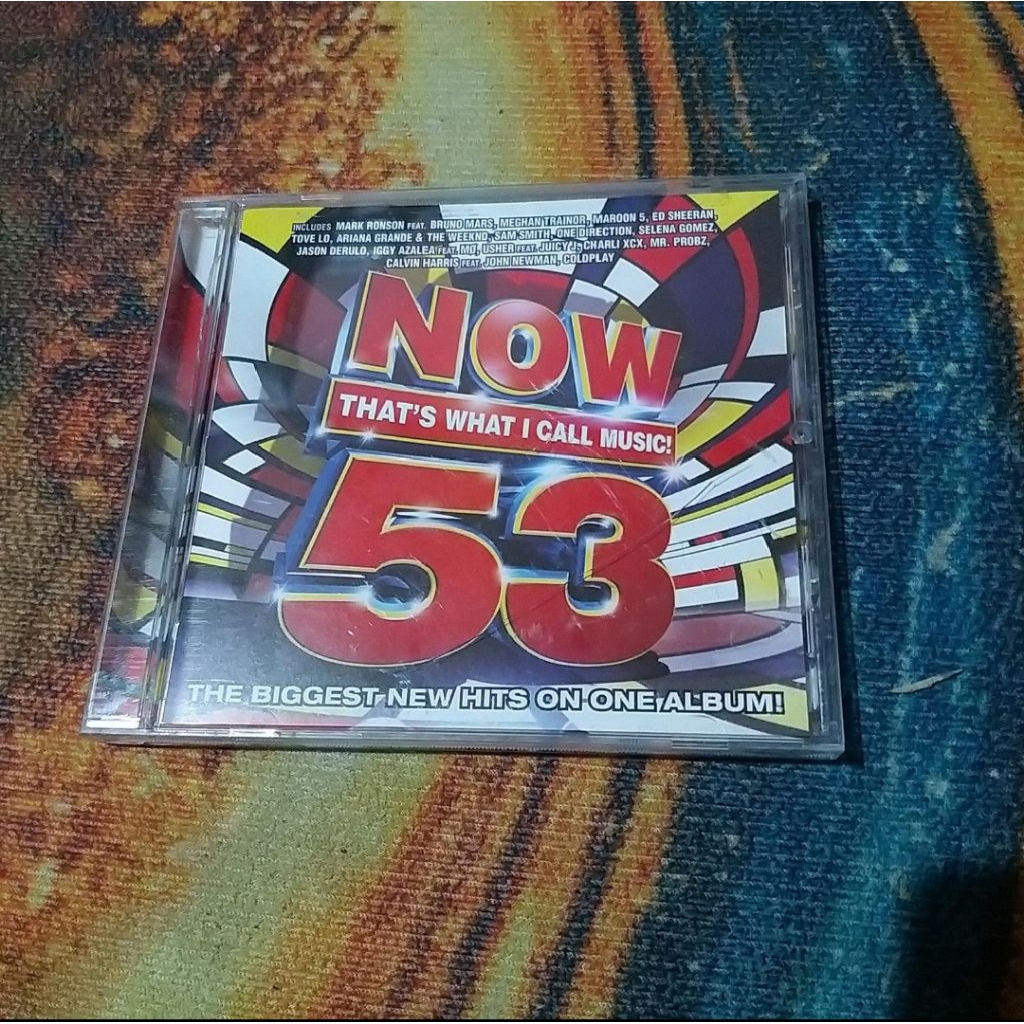 INCLUDES MARK RONSON FEAT. BRUNO MARS, MEGHAN TRAINOR, MAROON 5, ED SHEERAN,
TOVE LO, ARIANA GRANDE & THE WEEKND, SAM SMITH, ONE DIRECTION, SELENA GOMEZ,
JASON DERULO, IGGY AZALEA FEAT. MØ, USHER FEAT. JUICY J, CHARLI XCX, MR. PROBZ,
CALVIN HARRIS FEAT. JOHN NEWMAN, COLDPLAY
NOW
THAT'S WHAT I CALL MUSIC!
53
THE BIGGEST NEW HITS ON ONE ALBUM!